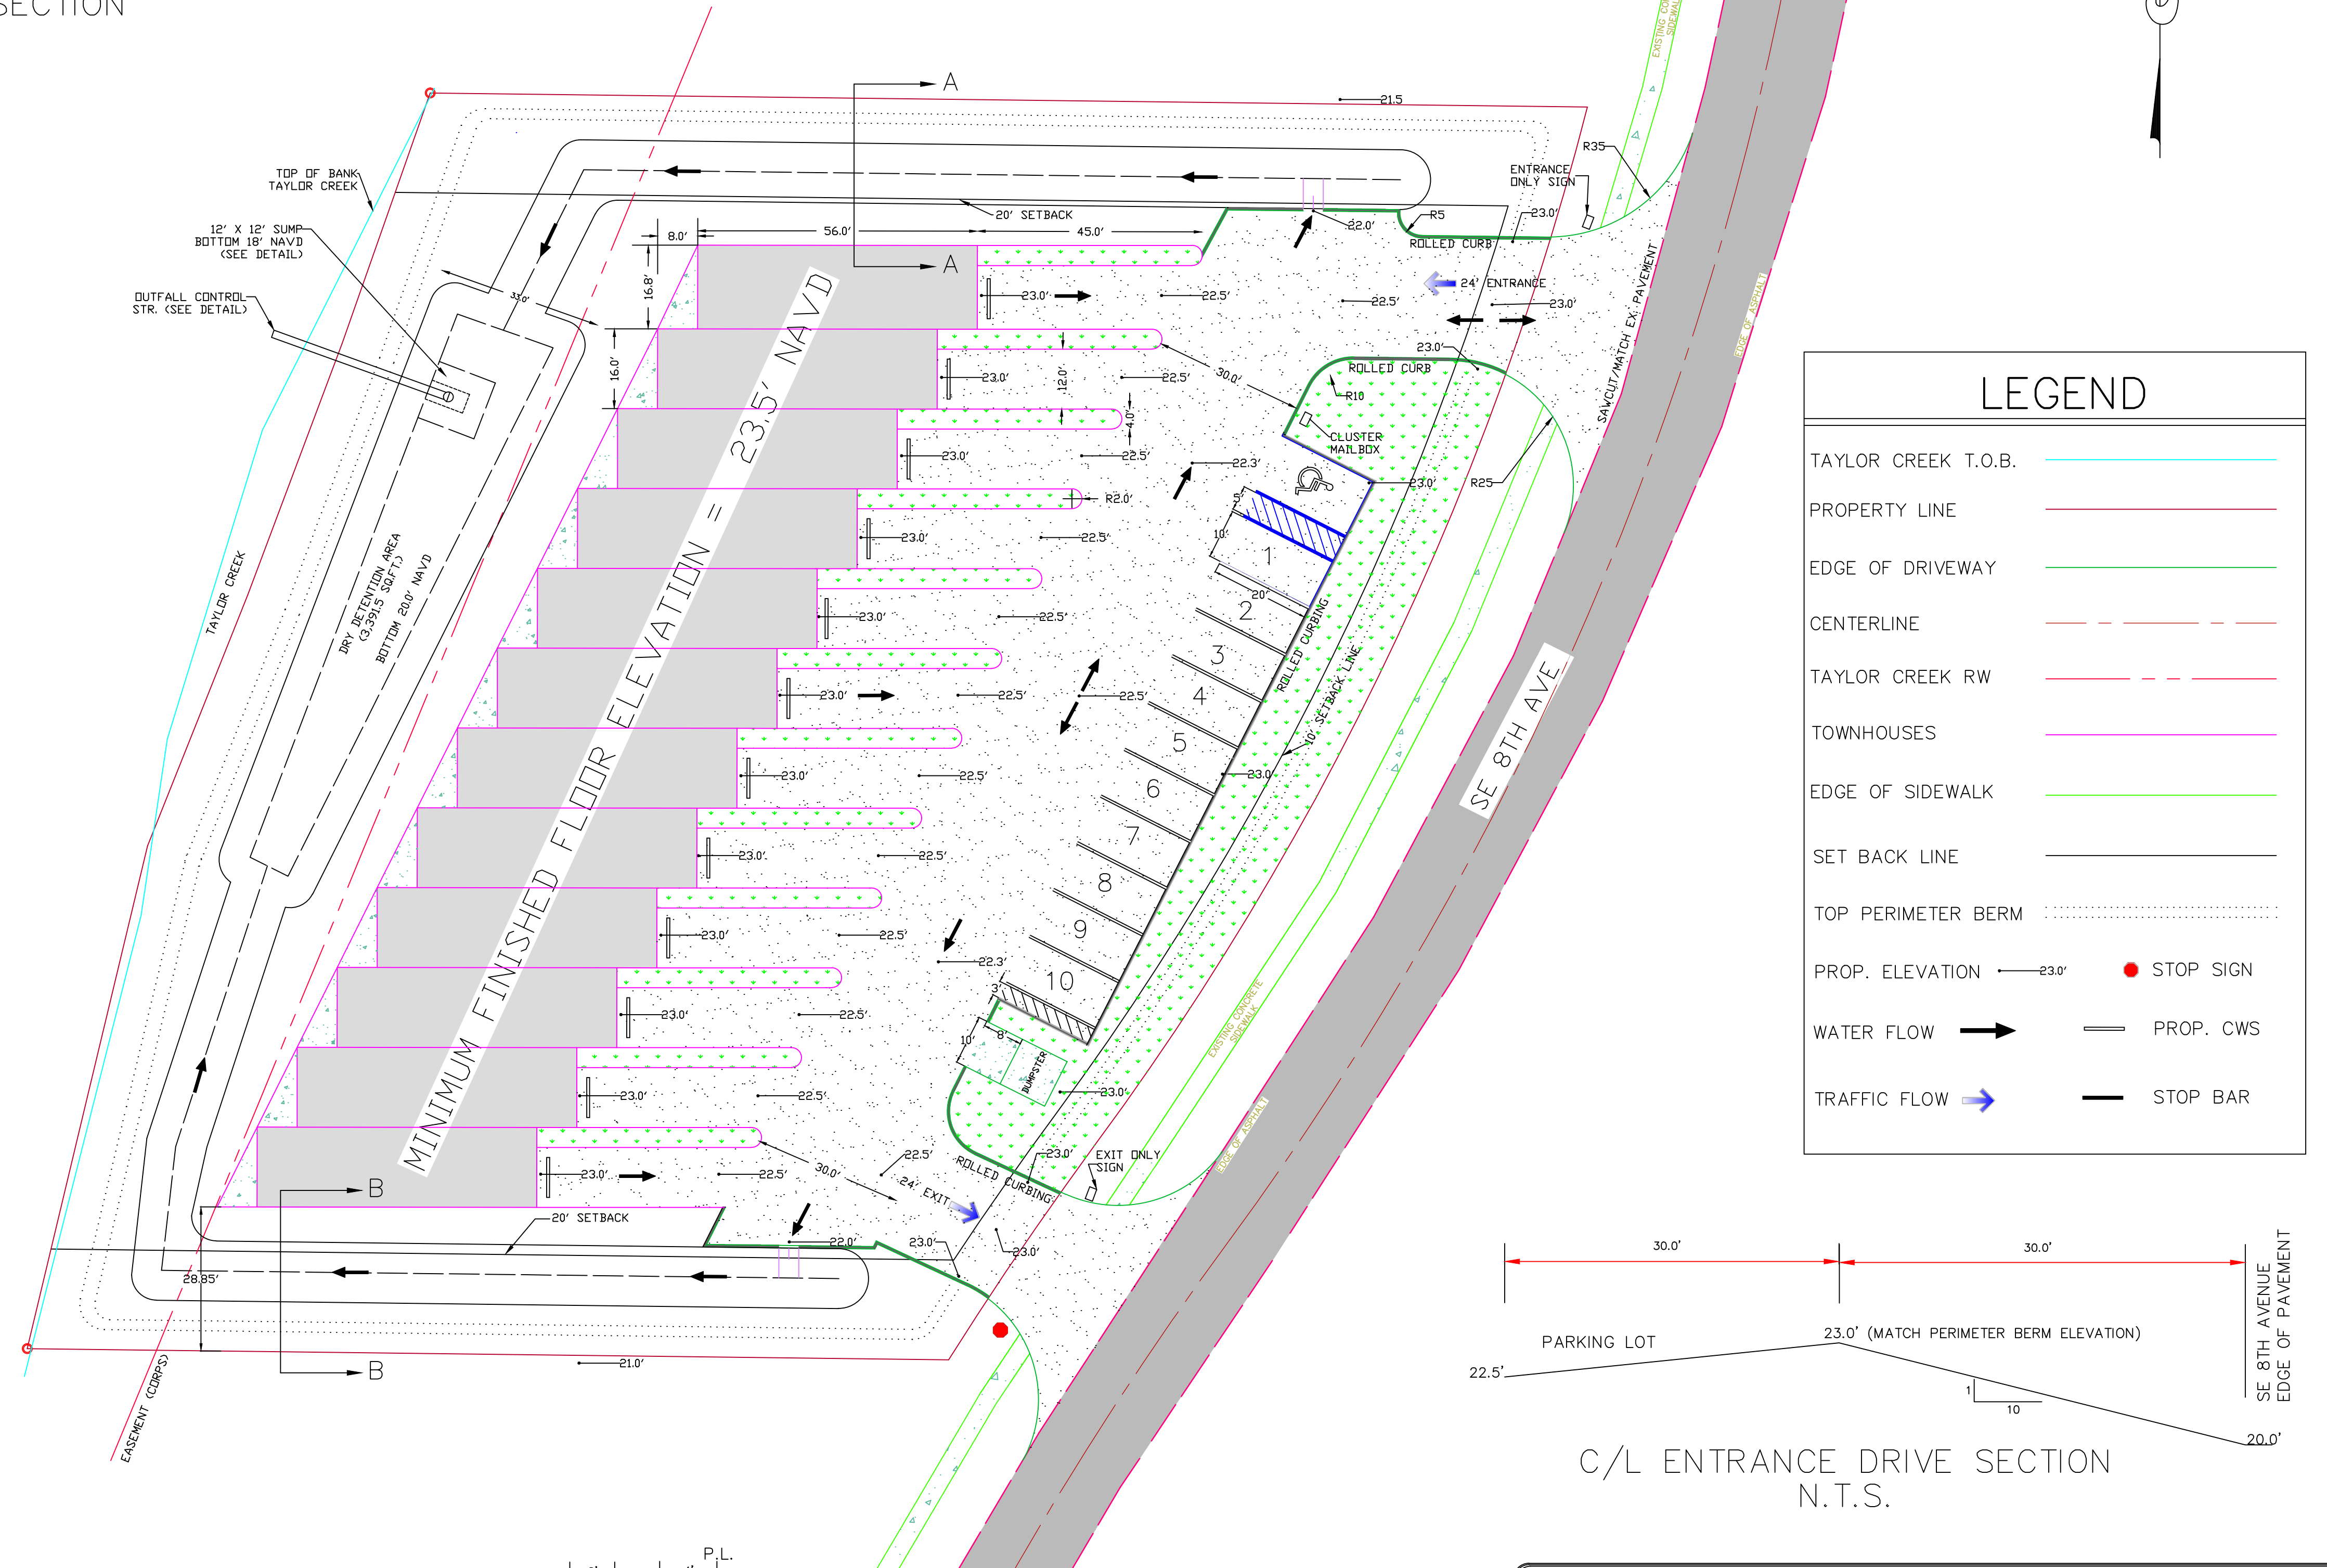 SECTION
EXISTING CO
SIDEWAL
A
21.5
R35
ENTRANCE
ONLY SIGN
TOP OF BANK
TAYLOR CREEK
20' SETBACK
R5
23.0'
12' X 12' SUMP
BOTTOM 18' NAVD
(SEE DETAIL)
8.0'
56.0'
45.0'
22.0'
ROLLED CURB
A
16.8'
33.0'
OUTFALL CONTROL
STR. (SEE DETAIL)
23.0'
22.5'
22.5'
24' ENTRANCE
23.0'
SAWCUT/MATCH EX. PAVEMENT
EDGE OF ASPHALT
16.0'
23.0'
12.0'
22.5'
30.0'
23.0'
ROLLED CURB
R10
4.0'
CLUSTER
MAILBOX
23.0'
22.5'
22.3'
23.0'
R25
R2.0'
5'
10'
1
23.0'
22.5'
DRY DETENTION AREA
(3,391.5 SQ.FT.)
BOTTOM 20.0' NAVD
TAYLOR CREEK
MINIMUM FINISHED FLOOR ELEVATION = 23.5' NAVD
20'
2
23.0'
22.5'
ROLLED CURBING
3
10' SETBACK LINE
23.0'
22.5'
22.5'
4
5
SE 8TH AVE
23.0'
22.5'
23.0
6
7
23.0'
22.5'
8
23.0'
22.5'
9
22.3'
10
3'
23.0'
22.5'
EXISTING CONCRETE
SIDEWALK
10'
8'
DUMPSTER
23.0'
22.5'
23.0'
EDGE OF ASPHALT
23.0'
22.5'
22.5'
30.0'
23.0'
EXIT ONLY
SIGN
ROLLED CURBING
24' EXIT
B
20' SETBACK
22.0'
23.0'
23.0'
28.85'
B
21.0'
EASEMENT (CORPS)
P.L.
LEGEND
TAYLOR CREEK T.O.B.
PROPERTY LINE
EDGE OF DRIVEWAY
CENTERLINE
TAYLOR CREEK RW
TOWNHOUSES
EDGE OF SIDEWALK
SET BACK LINE
TOP PERIMETER BERM
PROP. ELEVATION 23.0' STOP SIGN
WATER FLOW PROP. CWS
TRAFFIC FLOW STOP BAR
30.0'
30.0'
SE 8TH AVENUE
EDGE OF PAVEMENT
PARKING LOT
23.0' (MATCH PERIMETER BERM ELEVATION)
22.5'
1
10
20.0'
C/L ENTRANCE DRIVE SECTION
N.T.S.